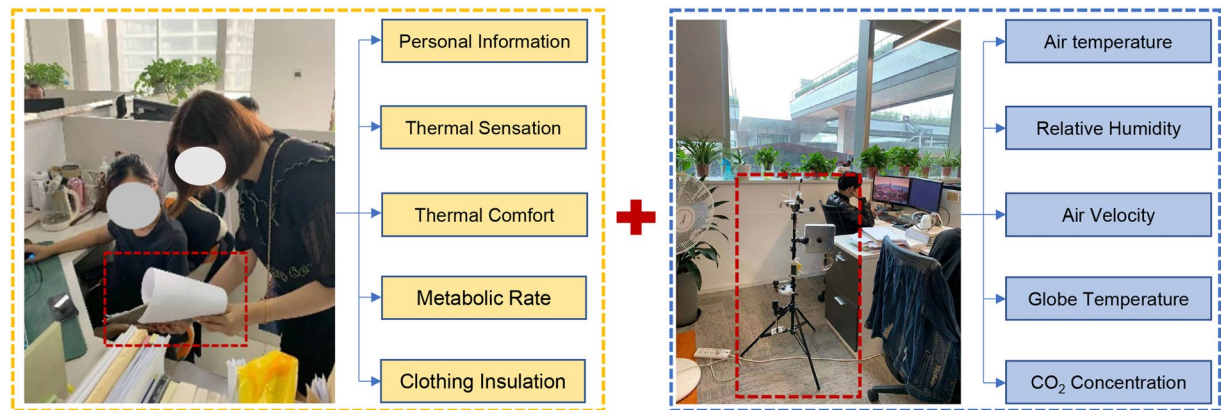 Personal Information
Thermal Sensation
Thermal Comfort
Metabolic Rate
Clothing Insulation
Air temperature
Relative Humidity
Air Velocity
Globe Temperature
CO₂ Concentration